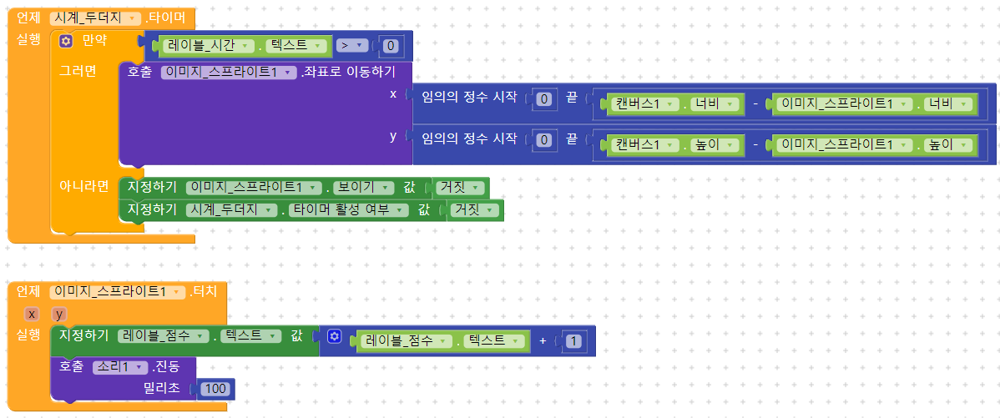 언제 시계_두더지 .타이머
실행 만약 레이블_시간 . 텍스트 > 0
그러면 호출 이미지_스프라이트1 .좌표로 이동하기
x 임의의 정수 시작 0 끝 캔버스1 . 너비 - 이미지_스프라이트1 . 너비
y 임의의 정수 시작 0 끝 캔버스1 . 높이 - 이미지_스프라이트1 . 높이
아니라면 지정하기 이미지_스프라이트1 . 보이기 값 거짓
지정하기 시계_두더지 . 타이머 활성 여부 값 거짓
언제 이미지_스프라이트1 .터치
x y
실행 지정하기 레이블_점수 . 텍스트 값 레이블_점수 . 텍스트 + 1
호출 소리1 .진동
밀리초 100